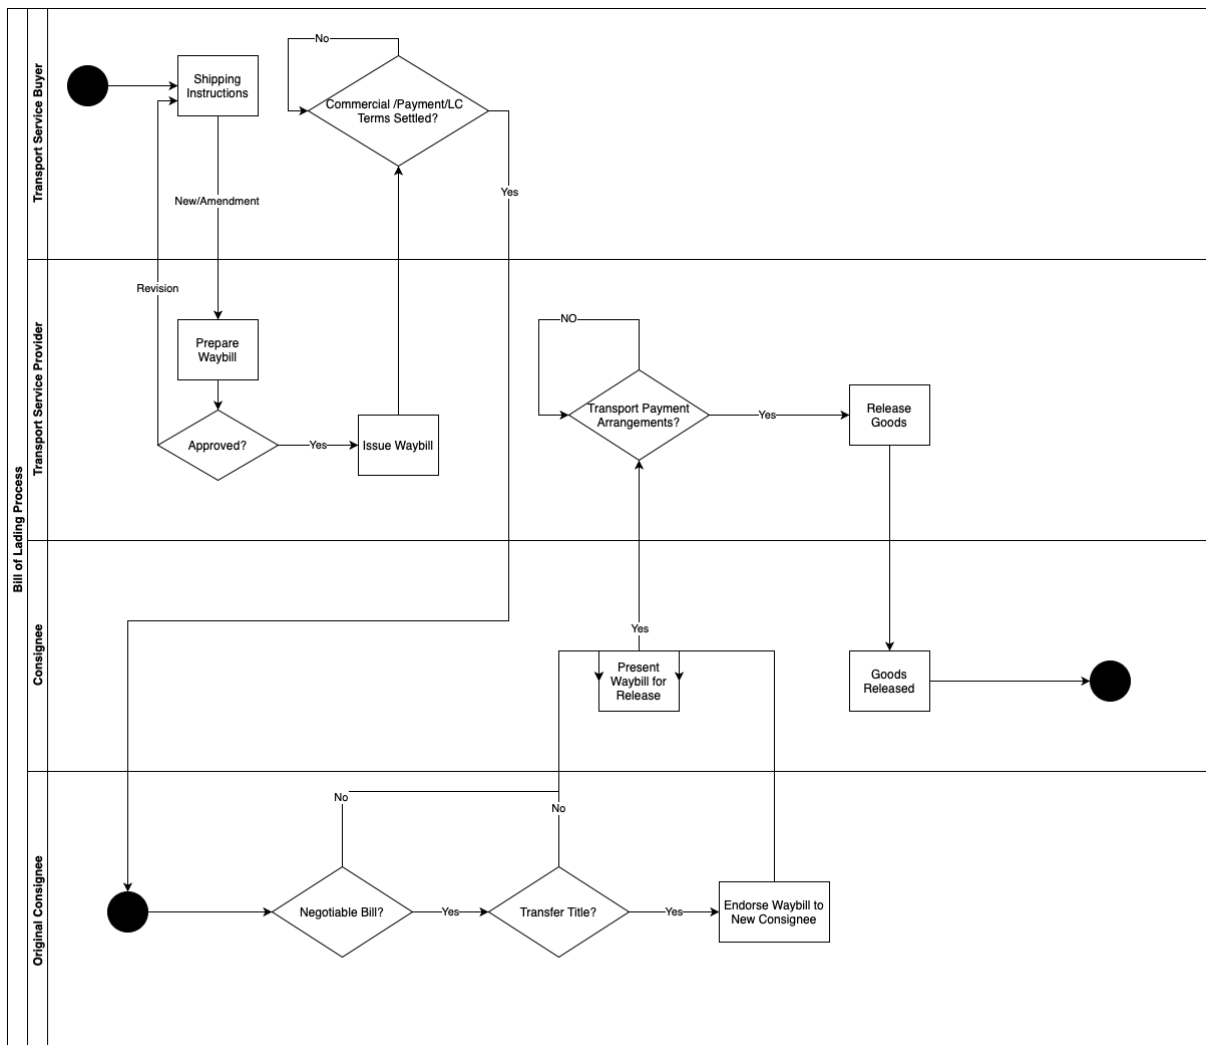 Bill of Lading Process
Transport Service Buyer
Shipping
Instructions
No
Commercial /Payment/LC
Terms Settled?
Yes
New/Amendment
Transport Service Provider
Revision
Prepare
Waybill
Approved?
Yes
Issue Waybill
NO
Transport Payment
Arrangements?
Yes
Release
Goods
Consignee
Yes
Present
Waybill for
Release
Goods
Released
Original Consignee
No
No
Negotiable Bill?
Yes
Transfer Title?
Yes
Endorse Waybill to
New Consignee